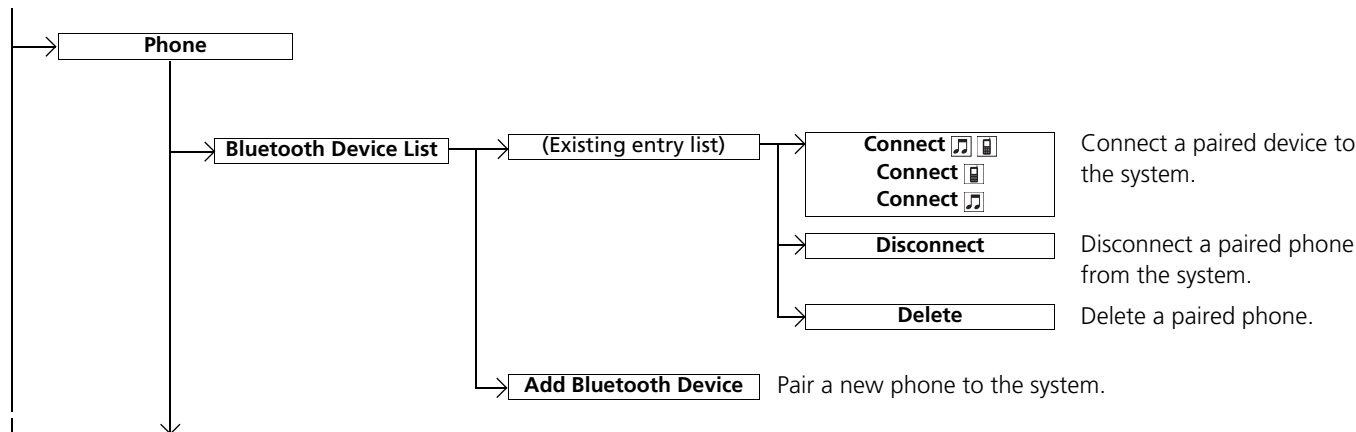 Phone
Bluetooth Device List
(Existing entry list)
Connect
Connect
Connect
Connect a paired device to
the system.
Disconnect
Disconnect a paired phone
from the system.
Delete
Delete a paired phone.
Add Bluetooth Device
Pair a new phone to the system.